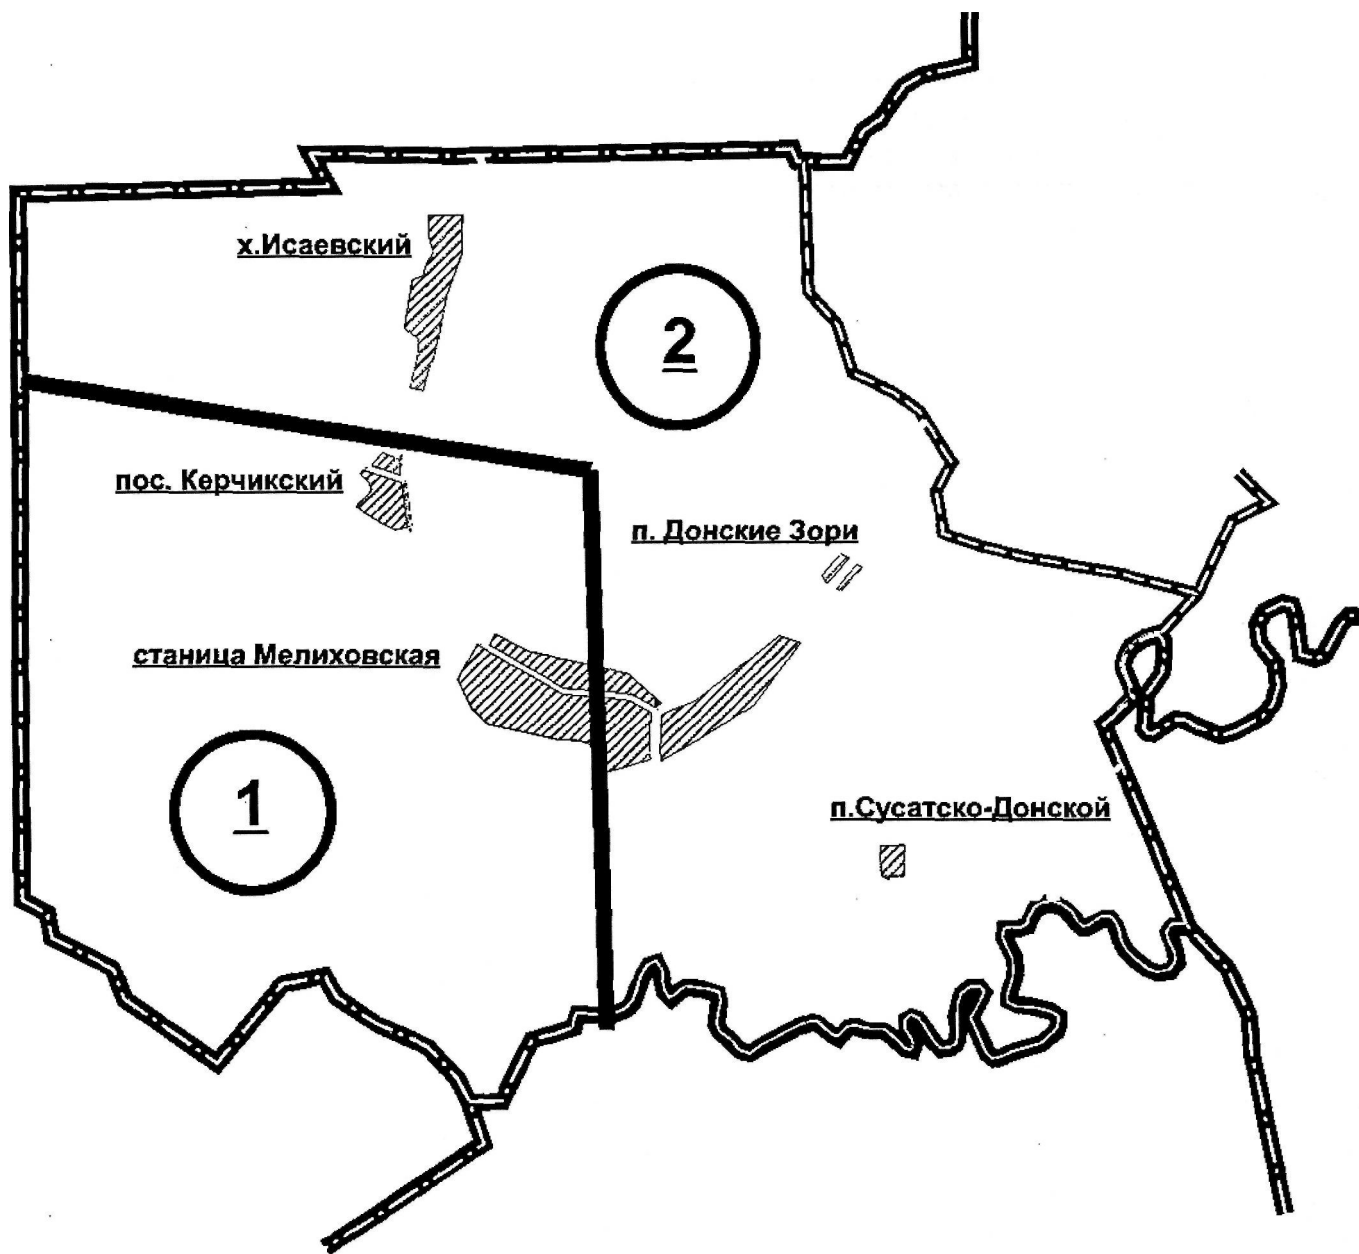 х.Исаевский
2
пос. Керчикский
п. Донские Зори
станица Мелиховская
1
п.Сусатско-Донской